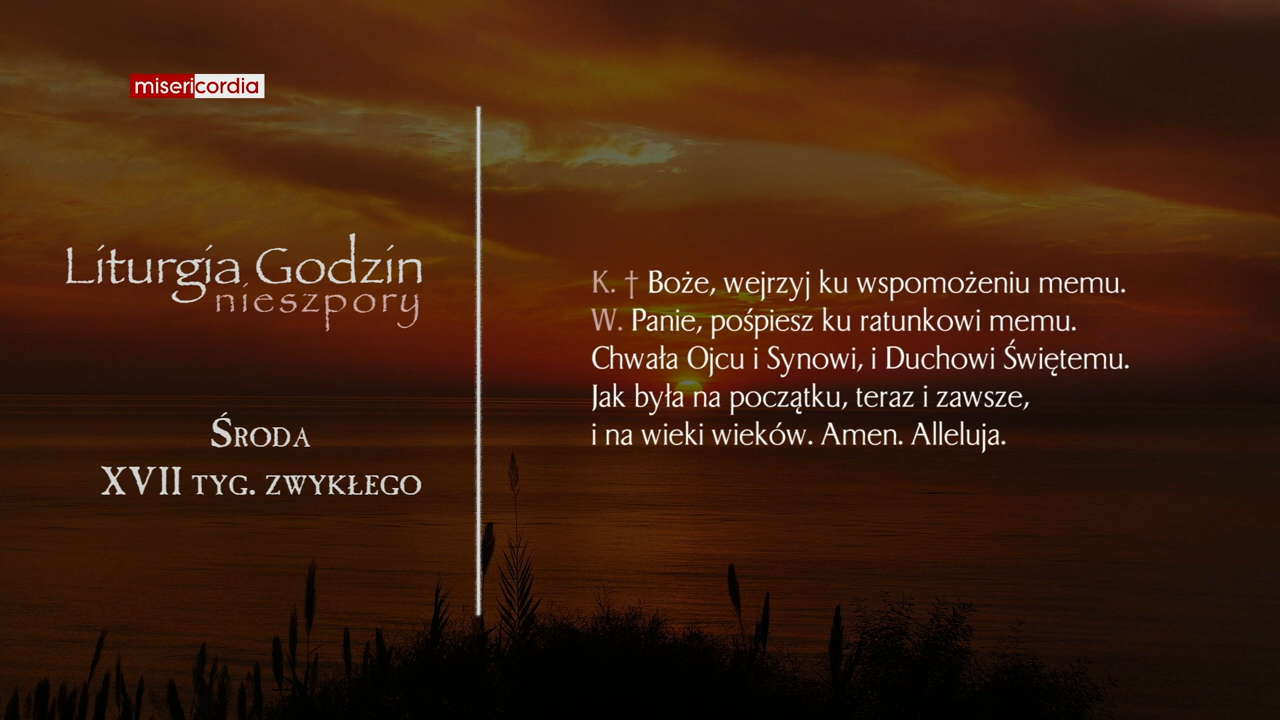 misericordia
Liturgia Godzin
nieszpory
Środa
XVII tyg. zwykłego
K. † Boże, wejrzyj ku wspomożeniu memu.
W. Panie, pośpiesz ku ratunkowi memu.
Chwała Ojcu i Synowi, i Duchowi Świętemu.
Jak była na początku, teraz i zawsze,
i na wieki wieków. Amen. Alleluja.